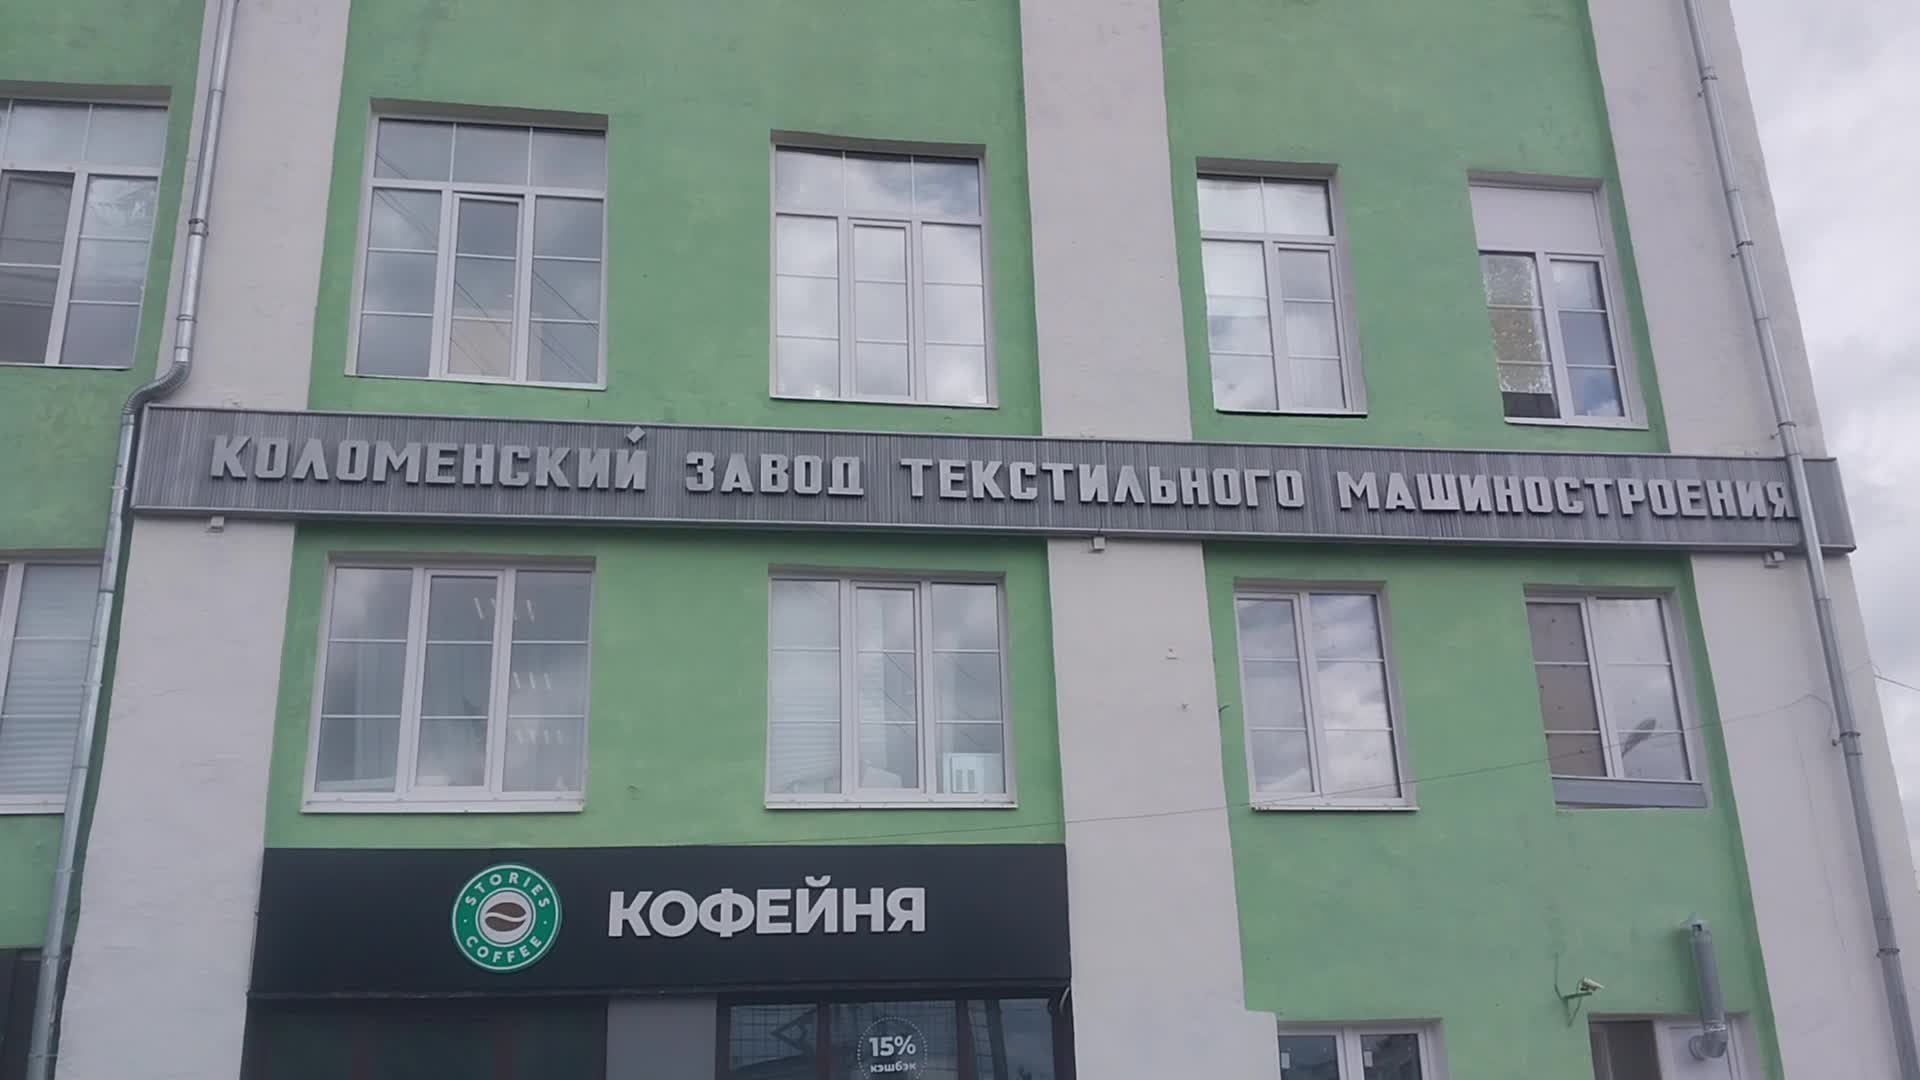 КОЛОМЕНСКИЙ ЗАВОД ТЕКСТИЛЬНОГО МАШИНОСТРОЕНИЯ
STORIES
COFFEE
КОФЕЙНЯ
15%
кэшбэк